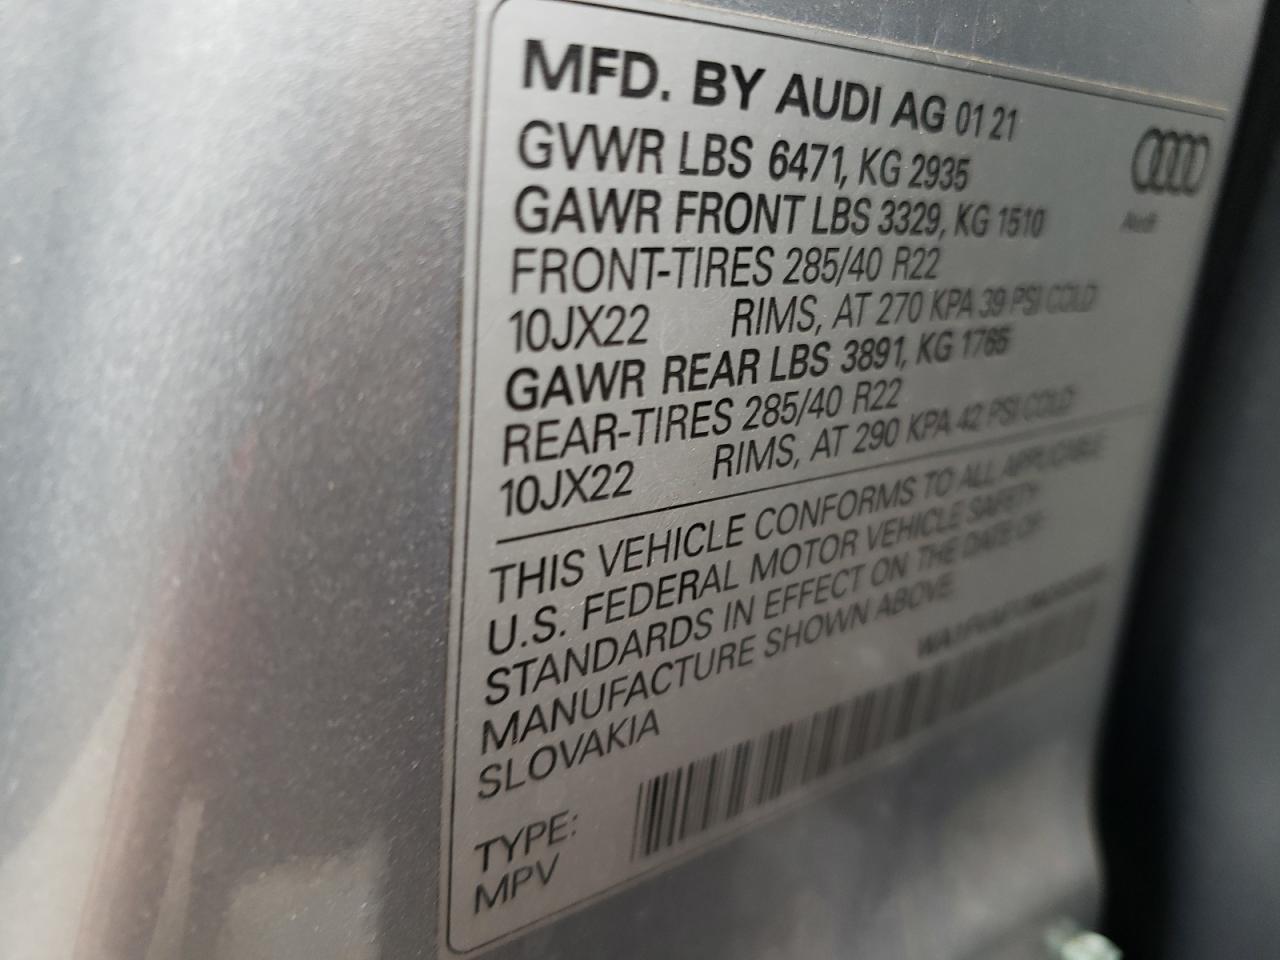 MFD. BY AUDI AG 01 21
GVWR LBS 6471, KG 2935
GAWR FRONT LBS 3329, KG 1510
FRONT-TIRES 285/40 R22
10JX22 RIMS, AT 270 KPA 39 PSI COLD
GAWR REAR LBS 3891, KG 1765
REAR-TIRES 285/40 R22
10JX22 RIMS, AT 290 KPA 42 PSI COLD
THIS VEHICLE CONFORMS TO ALL APPLICABLE
U.S. FEDERAL MOTOR VEHICLE SAFETY
STANDARDS IN EFFECT ON THE DATE OF
MANUFACTURE SHOWN ABOVE.
SLOVAKIA
TYPE:
MPV
Audi